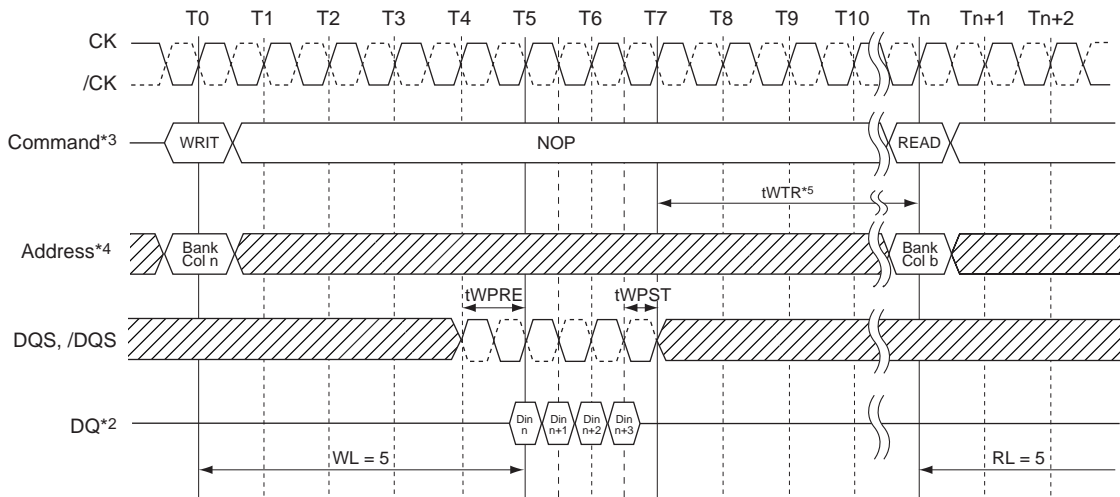 T0 T1 T2 T3 T4 T5 T6 T7 T8 T9 T10 Tn Tn+1 Tn+2
CK
/CK
Command*3 WRIT NOP READ
tWTR*5
Address*4 Bank Col n Bank Col b
tWPRE tWPST
DQS, /DQS
DQ*2 Din n Din n+1 Din n+2 Din n+3
WL = 5 RL = 5